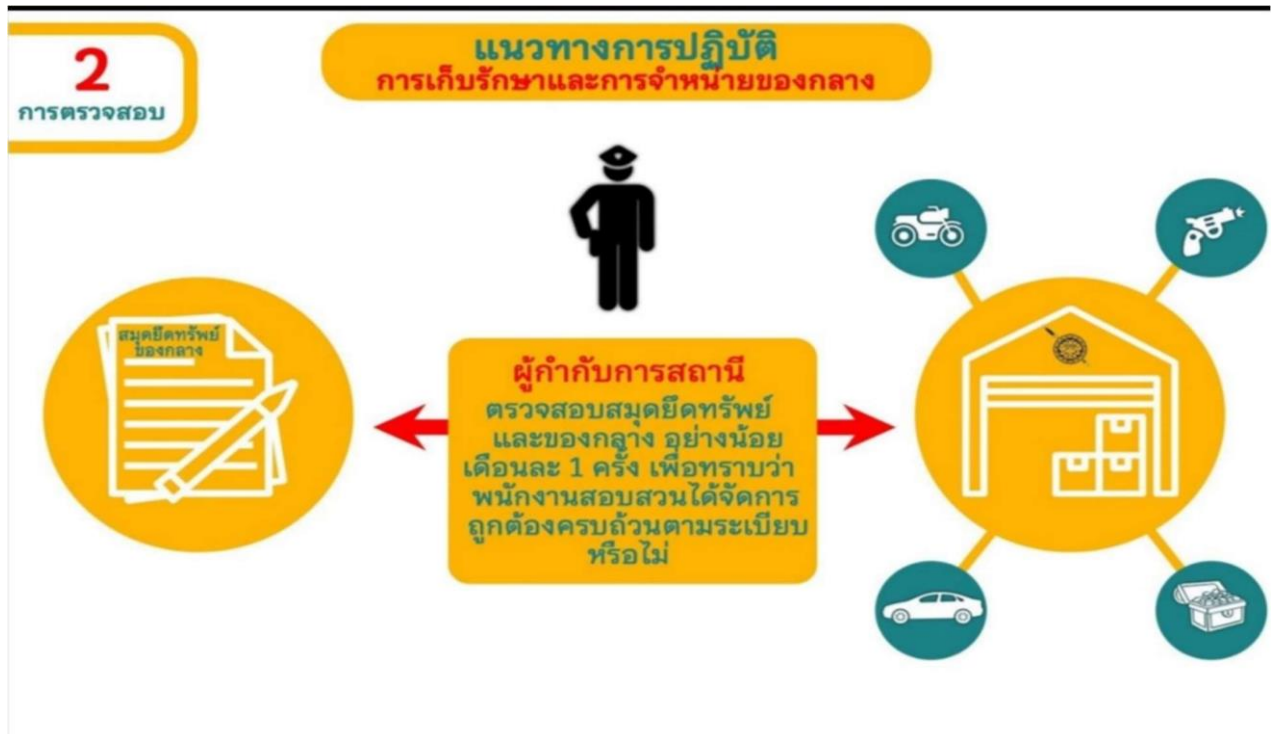 2
การตรวจสอบ
แนวทางการปฏิบัติ
การเก็บรักษาและการจำหน่ายของกลาง
สมุดยึดทรัพย์
ของกลาง
ผู้กำกับการสถานี
ตรวจสอบสมุดยึดทรัพย์
และของกลาง อย่างน้อย
เดือนละ 1 ครั้ง เพื่อทราบว่า
พนักงานสอบสวนได้จัดการ
ถูกต้องครบถ้วนตามระเบียบ
หรือไม่